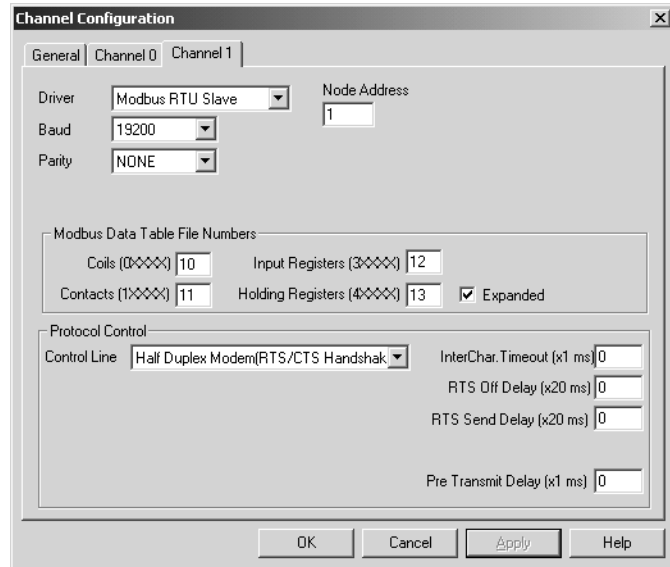 Channel Configuration
General Channel 0 Channel 1
Driver Modbus RTU Slave Node Address
1
Baud 19200
Parity NONE
Modbus Data Table File Numbers
Coils (0XXXX) 10 Input Registers (3XXXX) 12
Contacts (1XXXX) 11 Holding Registers (4XXXX) 13 Expanded
Protocol Control
Control Line Half Duplex Modem(RTS/CTS Handshak InterChar.Timeout (x1 ms) 0
RTS Off Delay (x20 ms) 0
RTS Send Delay (x20 ms) 0
Pre Transmit Delay (x1 ms) 0
OK Cancel Apply Help